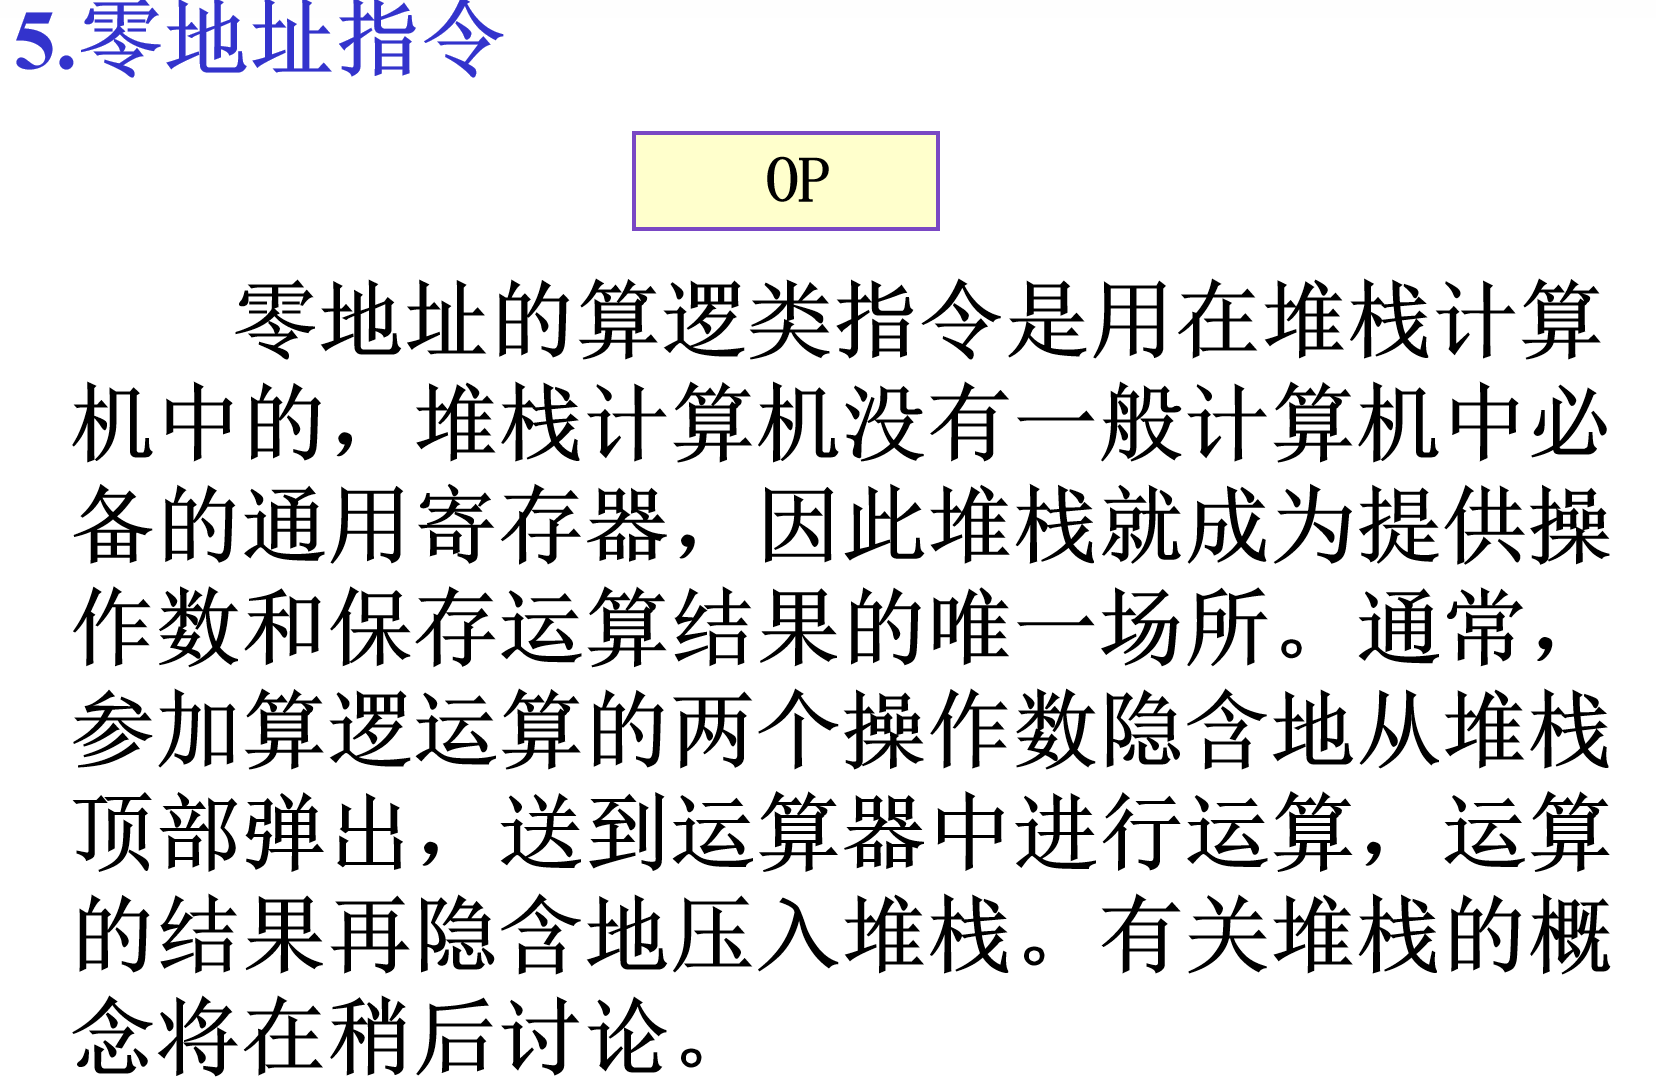 5.零地址指令
OP
零地址的算逻类指令是用在堆栈计算
机中的，堆栈计算机没有一般计算机中必
备的通用寄存器，因此堆栈就成为提供操
作数和保存运算结果的唯一场所。通常，
参加算逻运算的两个操作数隐含地从堆栈
顶部弹出，送到运算器中进行运算，运算
的结果再隐含地压入堆栈。有关堆栈的概
念将在稍后讨论。